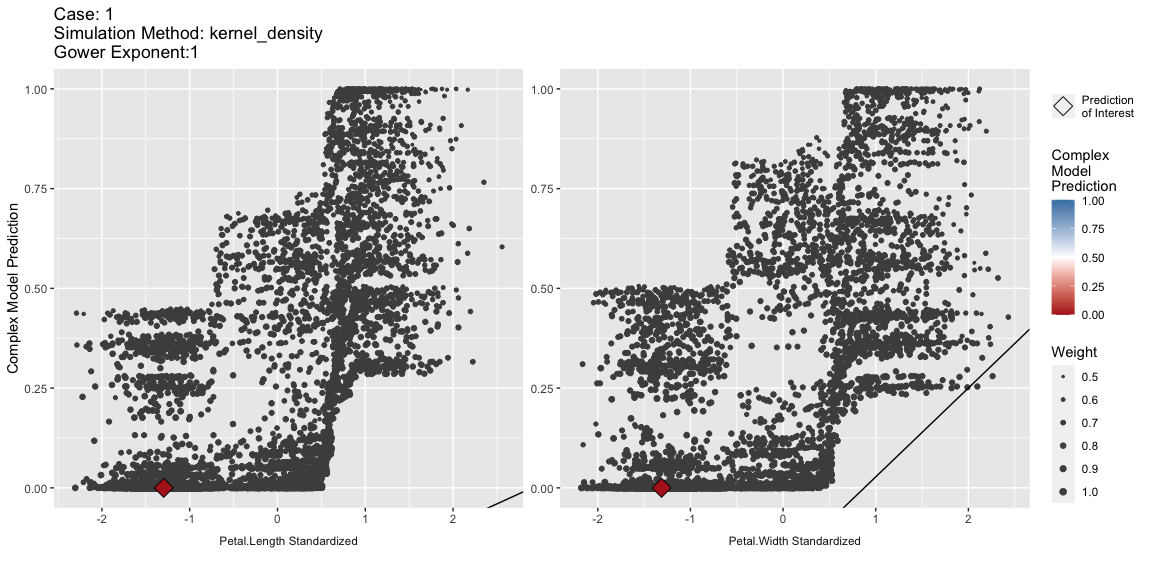 Case: 1
Simulation Method: kernel_density
Gower Exponent:1
Complex Model Prediction
1.00
0.75
0.50
0.25
0.00
-2
-1
0
1
2
Petal.Length Standardized
1.00
0.75
0.50
0.25
0.00
-2
-1
0
1
2
Petal.Width Standardized
Prediction
of Interest
Complex
Model
Prediction
1.00
0.75
0.50
0.25
0.00
Weight
0.5
0.6
0.7
0.8
0.9
1.0